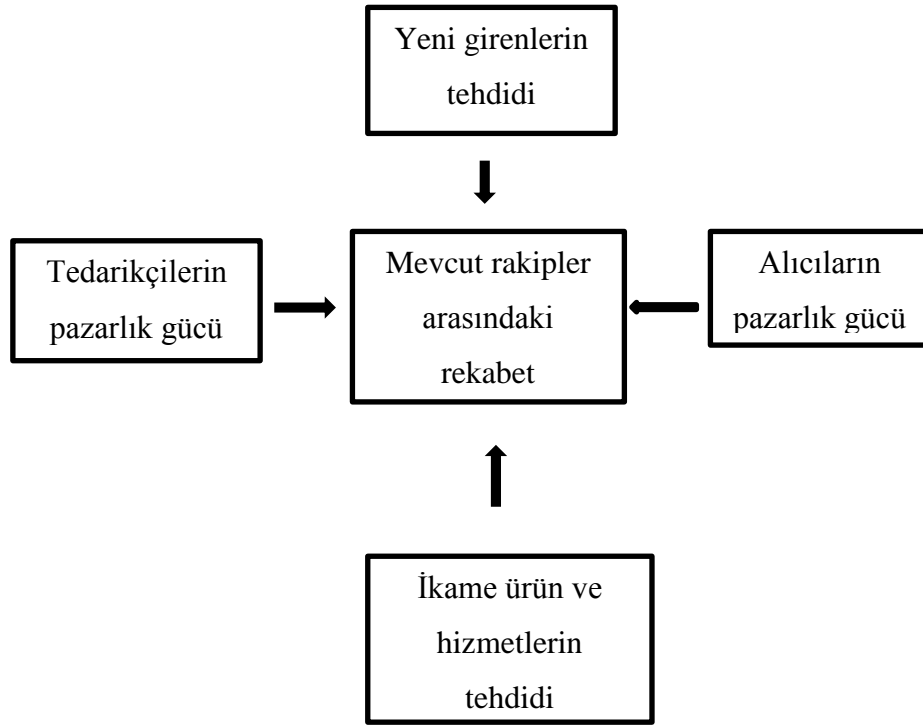 Yeni girenlerin
tehdidi
Tedarikçilerin
pazarlık gücü
Mevcut rakipler
arasındaki
rekabet
Alıcıların
pazarlık gücü
İkame ürün ve
hizmetlerin
tehdidi